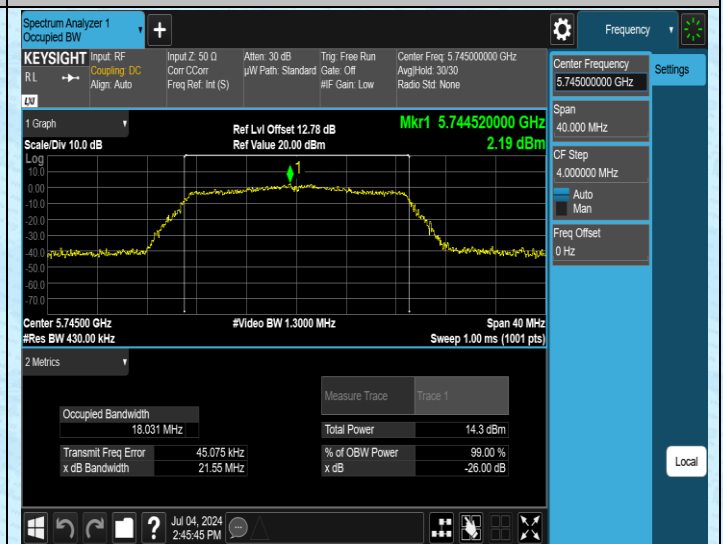 Spectrum Analyzer 1
Occupied BW
+
Frequency
KEYSIGHT
Input: RF
Coupling: DC
Align: Auto
R L
LXI
Input Z: 50 Ω
Corr CCorr
Freq Ref: Int (S)
Atten: 30 dB
µW Path: Standard
Trig: Free Run
Gate: Off
#IF Gain: Low
Center Freq: 5.745000000 GHz
Avg|Hold: 30/30
Radio Std: None
Center Frequency
5.745000000 GHz
Settings
Span
40.000 MHz
CF Step
4.000000 MHz
Auto
Man
Freq Offset
0 Hz
1 Graph
Scale/Div 10.0 dB
Ref Lvl Offset 12.78 dB
Ref Value 20.00 dBm
Mkr1 5.744520000 GHz
2.19 dBm
Log
10.0
0.00
-10.0
-20.0
-30.0
-40.0
-50.0
-60.0
-70.0
1
Center 5.74500 GHz
#Res BW 430.00 kHz
#Video BW 1.3000 MHz
Span 40 MHz
Sweep 1.00 ms (1001 pts)
2 Metrics
Measure Trace
Trace 1
Occupied Bandwidth
18.031 MHz
Total Power
14.3 dBm
Transmit Freq Error
45.075 kHz
% of OBW Power
99.00 %
x dB Bandwidth
21.55 MHz
x dB
-26.00 dB
Local
?
Jul 04, 2024
2:45:45 PM